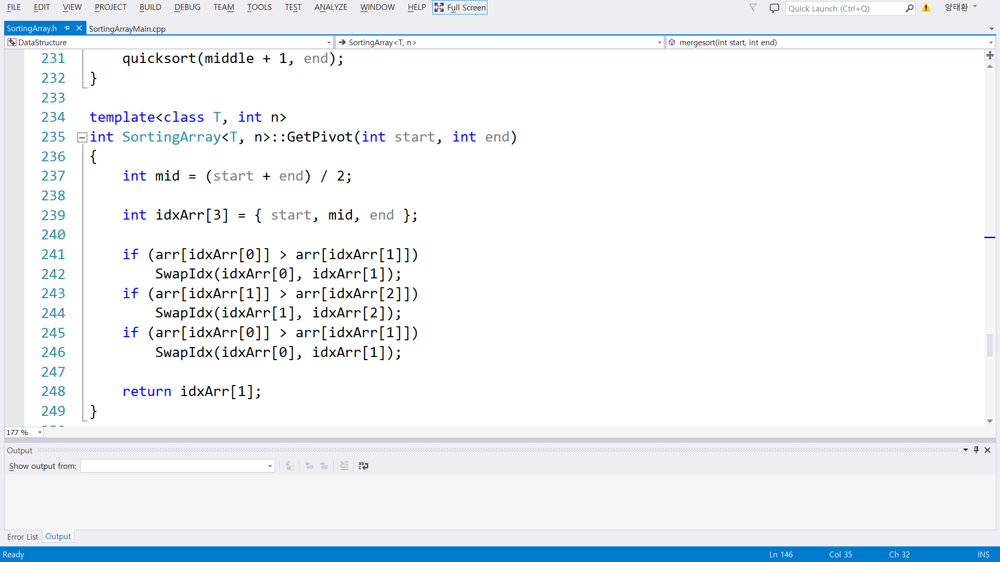 FILE EDIT VIEW PROJECT BUILD DEBUG TEAM TOOLS TEST ANALYZE WINDOW HELP Full Screen Quick Launch (Ctrl+Q) 양태환
SortingArray.h SortingArrayMain.cpp
DataStructure SortingArray<T, n> mergesort(int start, int end)
231 quicksort(middle + 1, end);
232 }
233
234 template<class T, int n>
235 int SortingArray<T, n>::GetPivot(int start, int end)
236 {
237 int mid = (start + end) / 2;
238
239 int idxArr[3] = { start, mid, end };
240
241 if (arr[idxArr[0]] > arr[idxArr[1]])
242 SwapIdx(idxArr[0], idxArr[1]);
243 if (arr[idxArr[1]] > arr[idxArr[2]])
244 SwapIdx(idxArr[1], idxArr[2]);
245 if (arr[idxArr[0]] > arr[idxArr[1]])
246 SwapIdx(idxArr[0], idxArr[1]);
247
248 return idxArr[1];
249 }
177 %
Output
Show output from:
Error List Output
Ready Ln 146 Col 35 Ch 32 INS